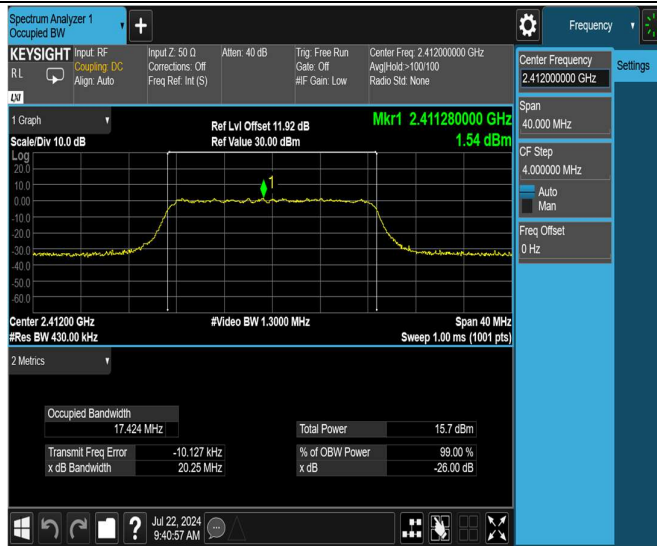 Spectrum Analyzer 1
Occupied BW
+
Frequency
KEYSIGHT
RL
LXI
Input: RF
Coupling: DC
Align: Auto
Input Z: 50 Ω
Corrections: Off
Freq Ref: Int (S)
Atten: 40 dB
Trig: Free Run
Gate: Off
#IF Gain: Low
Center Freq: 2.412000000 GHz
Avg|Hold:>100/100
Radio Std: None
Center Frequency
2.412000000 GHz
Settings
Span
40.000 MHz
CF Step
4.000000 MHz
Auto
Man
Freq Offset
0 Hz
1 Graph
Scale/Div 10.0 dB
Ref Lvl Offset 11.92 dB
Ref Value 30.00 dBm
Mkr1 2.411280000 GHz
1.54 dBm
Log
20.0
10.0
0.00
-10.0
-20.0
-30.0
-40.0
-50.0
-60.0
1
Center 2.41200 GHz
#Video BW 1.3000 MHz
Span 40 MHz
#Res BW 430.00 kHz
Sweep 1.00 ms (1001 pts)
2 Metrics
Occupied Bandwidth
17.424 MHz
Total Power 15.7 dBm
Transmit Freq Error -10.127 kHz
% of OBW Power 99.00 %
x dB Bandwidth 20.25 MHz
x dB -26.00 dB
?
Jul 22, 2024
9:40:57 AM